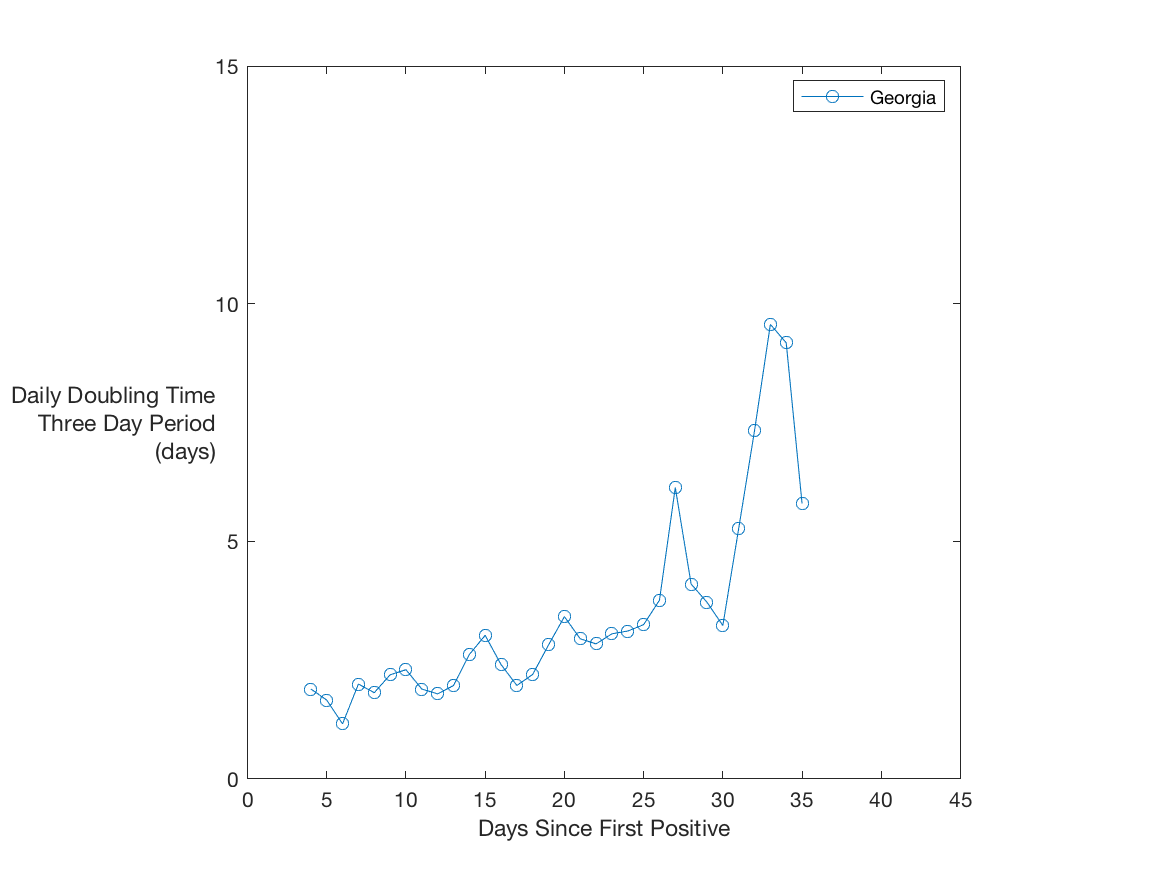 15
Georgia
10
Daily Doubling Time
Three Day Period
(days)
5
0
0 5 10 15 20 25 30 35 40 45
Days Since First Positive